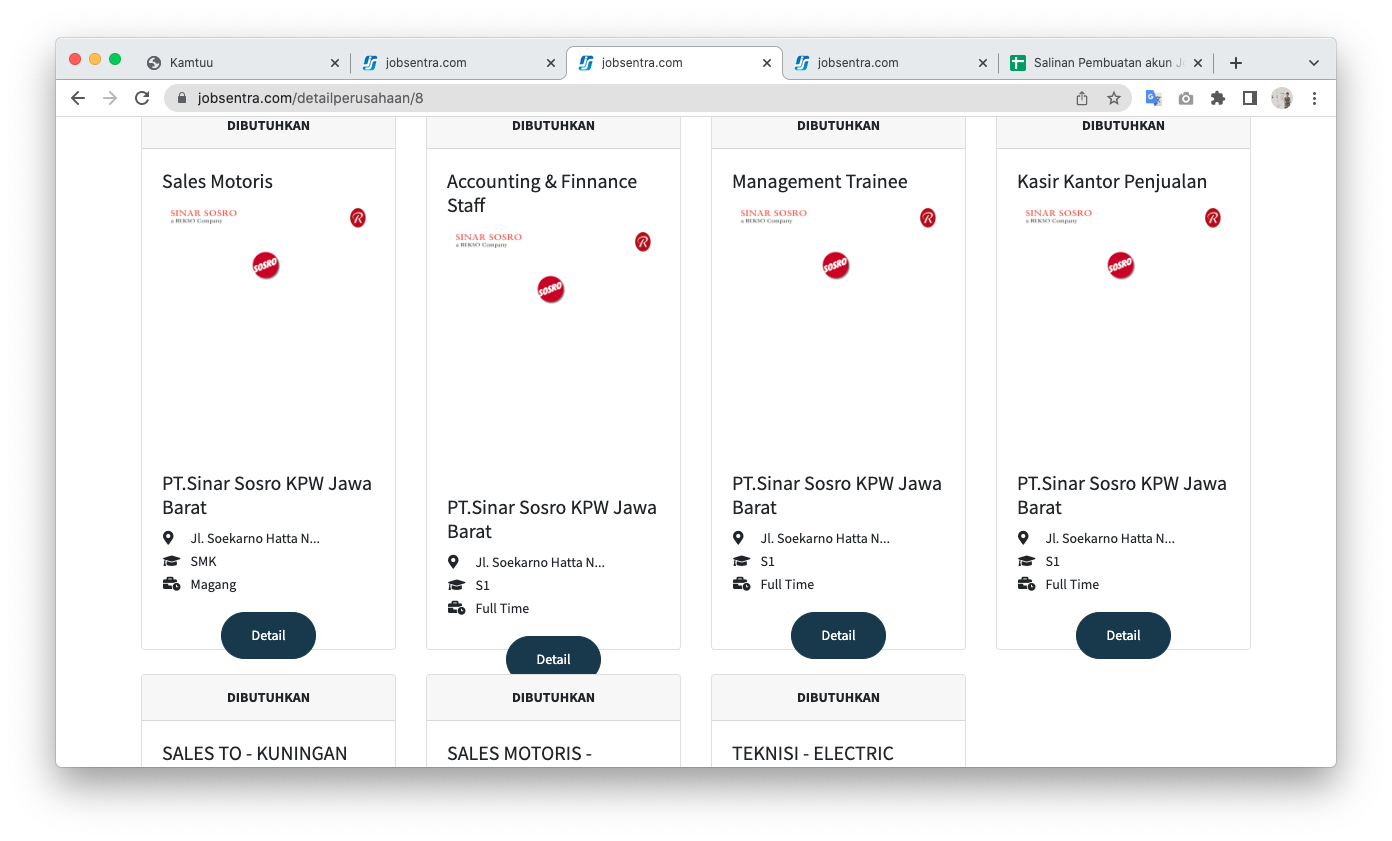 Kamtuu
jobsentra.com
jobsentra.com
jobsentra.com
Salinan Pembuatan akun J
jobsentra.com/detailperusahaan/8
DIBUTUHKAN
DIBUTUHKAN
DIBUTUHKAN
DIBUTUHKAN
Sales Motoris
SINAR SOSRO
a REKSO Company
R
SOSRO
PT.Sinar Sosro KPW Jawa
Barat
Jl. Soekarno Hatta N...
SMK
Magang
Detail
Accounting & Finnance
Staff
SINAR SOSRO
a REKSO Company
R
SOSRO
PT.Sinar Sosro KPW Jawa
Barat
Jl. Soekarno Hatta N...
S1
Full Time
Detail
Management Trainee
SINAR SOSRO
a REKSO Company
R
SOSRO
PT.Sinar Sosro KPW Jawa
Barat
Jl. Soekarno Hatta N...
S1
Full Time
Detail
Kasir Kantor Penjualan
SINAR SOSRO
a REKSO Company
R
SOSRO
PT.Sinar Sosro KPW Jawa
Barat
Jl. Soekarno Hatta N...
S1
Full Time
Detail
DIBUTUHKAN
SALES TO - KUNINGAN
DIBUTUHKAN
SALES MOTORIS -
DIBUTUHKAN
TEKNISI - ELECTRIC